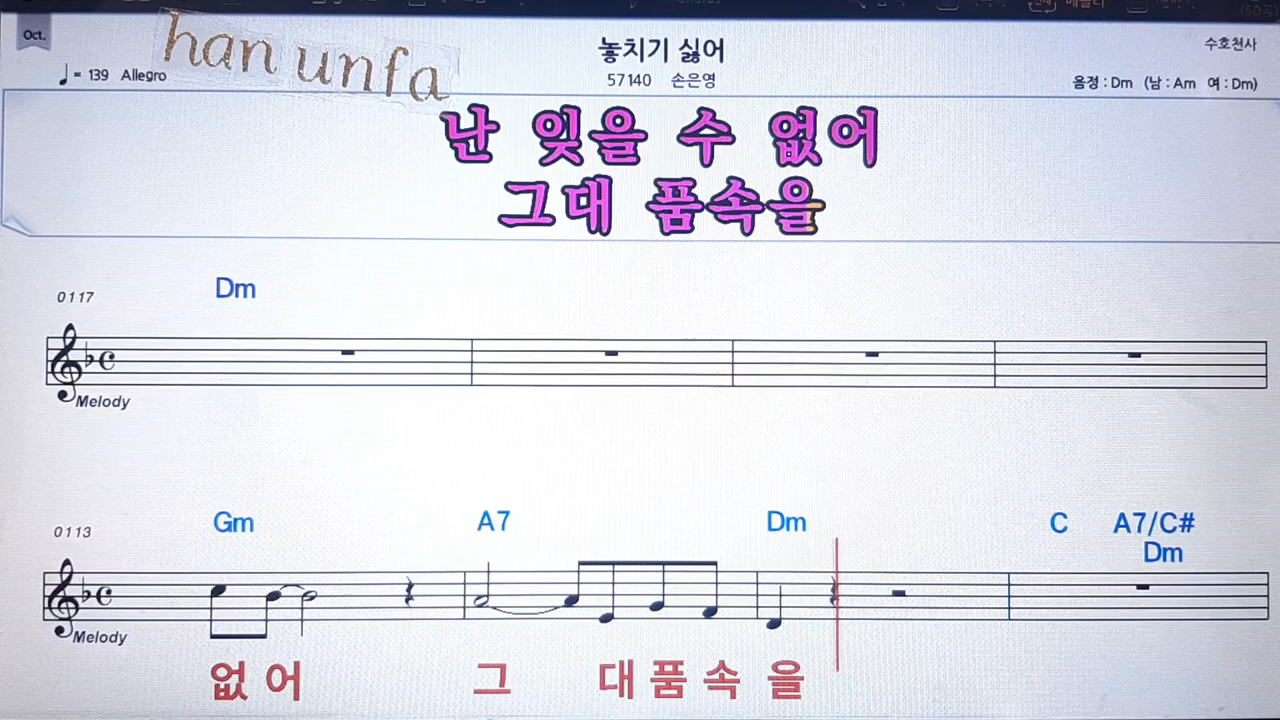 Oct.
han unfa
놓치기 싫어
수호천사
♩= 139 Allegro
57140 손은영
음정 : Dm (남 : Am 여 : Dm)
난 잊을 수 없어
그대 품속을
0117
Dm
Melody
0113
Gm A7 Dm C A7/C#
Dm
Melody
없 어 그 대 품 속 을